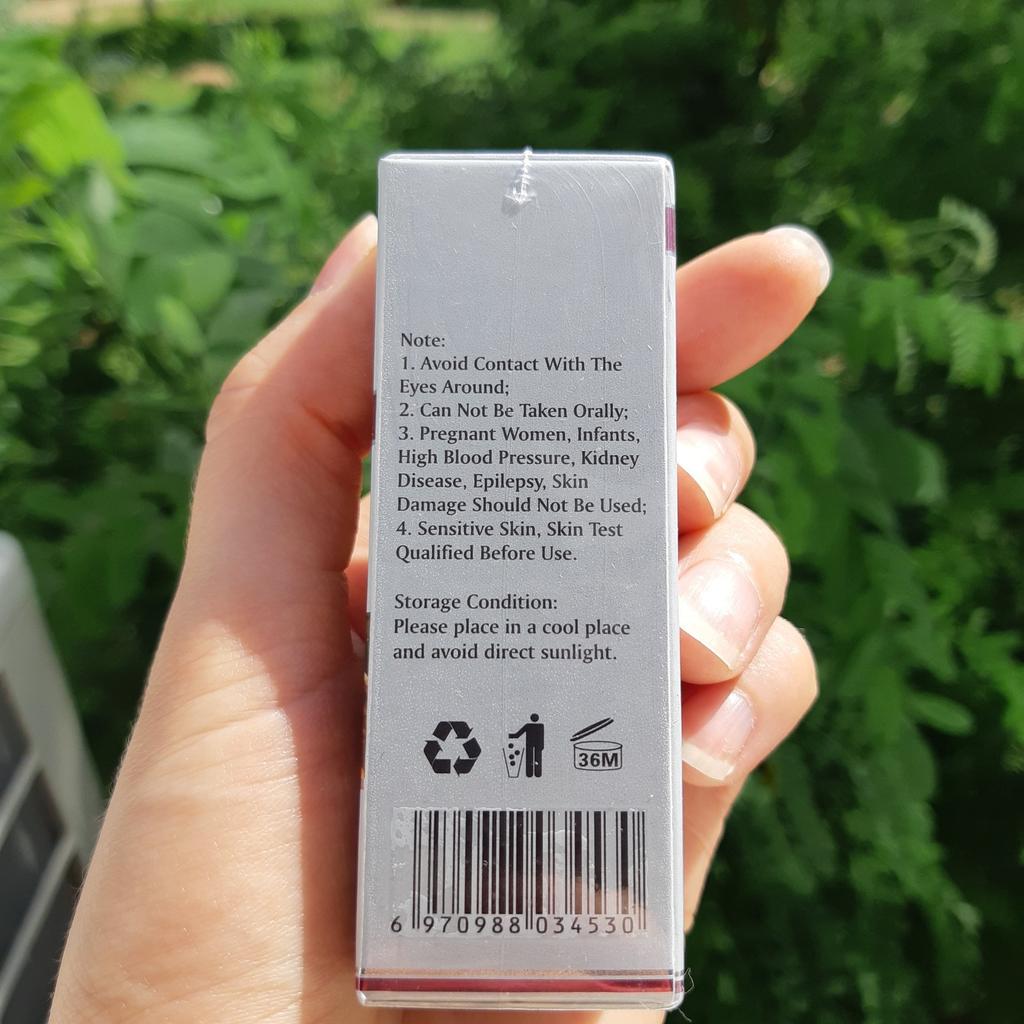 Note:
1. Avoid Contact With The
Eyes Around;
2. Can Not Be Taken Orally;
3. Pregnant Women, Infants,
High Blood Pressure, Kidney
Disease, Epilepsy, Skin
Damage Should Not Be Used;
4. Sensitive Skin, Skin Test
Qualified Before Use.
Storage Condition:
Please place in a cool place
and avoid direct sunlight.
36M
6 970988 034530